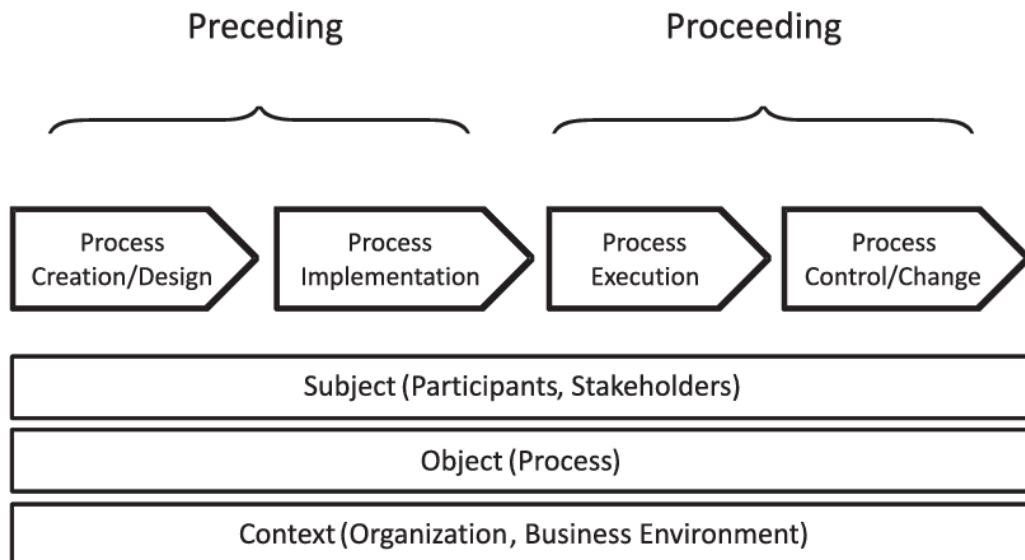 Preceding
Proceeding
Process
Creation/Design
Process
Implementation
Process
Execution
Process
Control/Change
Subject (Participants, Stakeholders)
Object (Process)
Context (Organization, Business Environment)